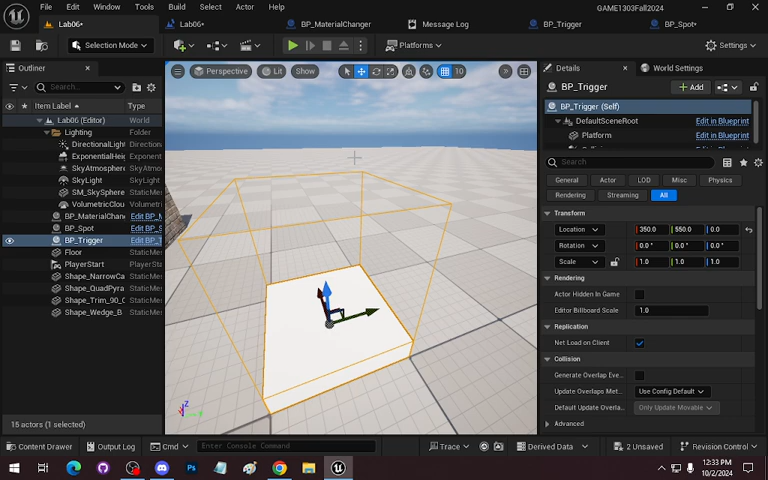 File Edit Window Tools Build Select Actor Help GAME1303Fall2024
Lab06* Lab06* BP_MaterialChanger Message Log BP_Trigger BP_Spot*
Selection Mode Platforms Settings
Outliner
Search...
Item Label Type
Lab06 (Editor) World
Lighting Folder
DirectionalLight Direction
ExponentialHeig Exponent
SkyAtmosphere SkyAtmos
SkyLight SkyLight
SM_SkySphere StaticMes
VolumetricClou Volumetri
BP_MaterialChan Edit BP_M
BP_Spot Edit BP_S
BP_Trigger Edit BP_T
Floor StaticMes
PlayerStart PlayerSta
Shape_NarrowCa StaticMes
Shape_QuadPyra StaticMes
Shape_Trim_90_O StaticMes
Shape_Wedge_B StaticMes
15 actors (1 selected)
Perspective Lit Show 10
Z
Details World Settings
BP_Trigger Add
BP_Trigger (Self)
DefaultSceneRoot Edit in Blueprint
Platform Edit in Blueprint
Search
General Actor LOD Misc Physics
Rendering Streaming All
Transform
Location 350.0 550.0 0.0
Rotation 0.0 ° 0.0 ° 0.0 °
Scale 1.0 1.0 1.0
Rendering
Actor Hidden In Game
Editor Billboard Scale 1.0
Replication
Net Load on Client
Collision
Generate Overlap Eve...
Update Overlaps Met... Use Config Default
Default Update Overla... Only Update Movable
Advanced
Content Drawer Output Log Cmd Enter Console Command Trace Derived Data 2 Unsaved Revision Control
12:33 PM
10/2/2024